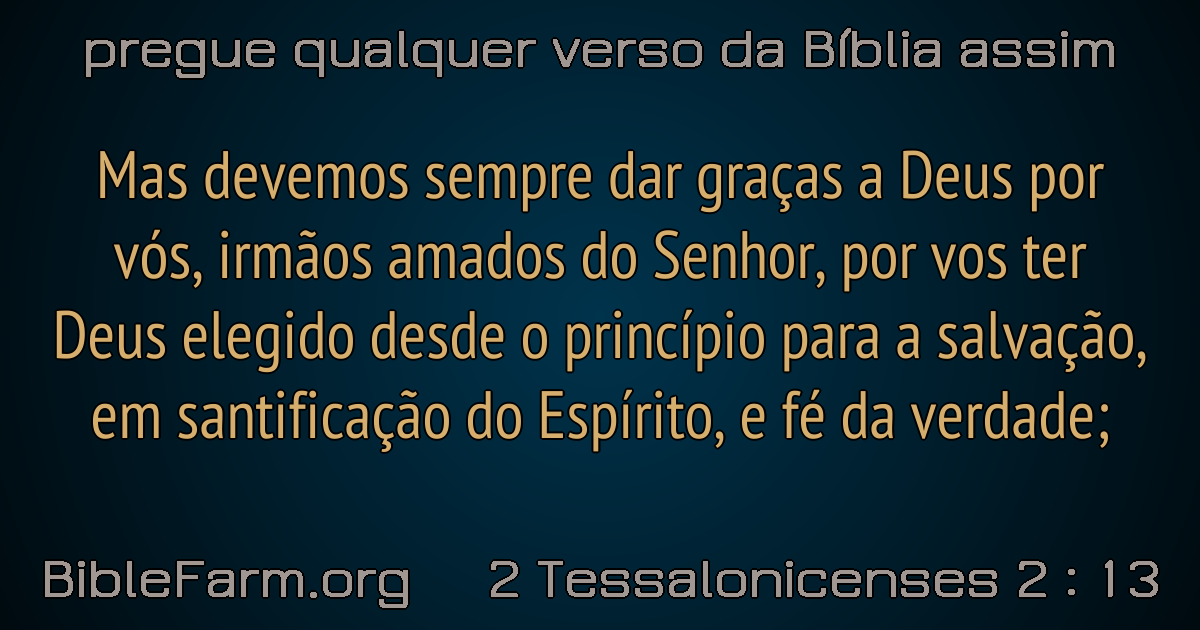 pregue qualquer verso da Bíblia assim
Mas devemos sempre dar graças a Deus por
vós, irmãos amados do Senhor, por vos ter
Deus elegido desde o princípio para a salvação,
em santificação do Espírito, e fé da verdade;
BibleFarm.org 2 Tessalonicenses 2 : 13